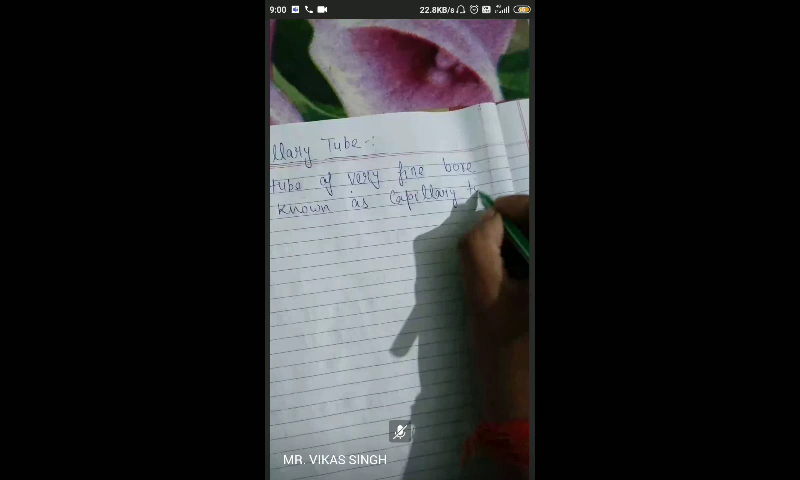 9:00 22.8KB/s
llary Tube-:
tube of very fine bore
known as Capillary t
MR. VIKAS SINGH